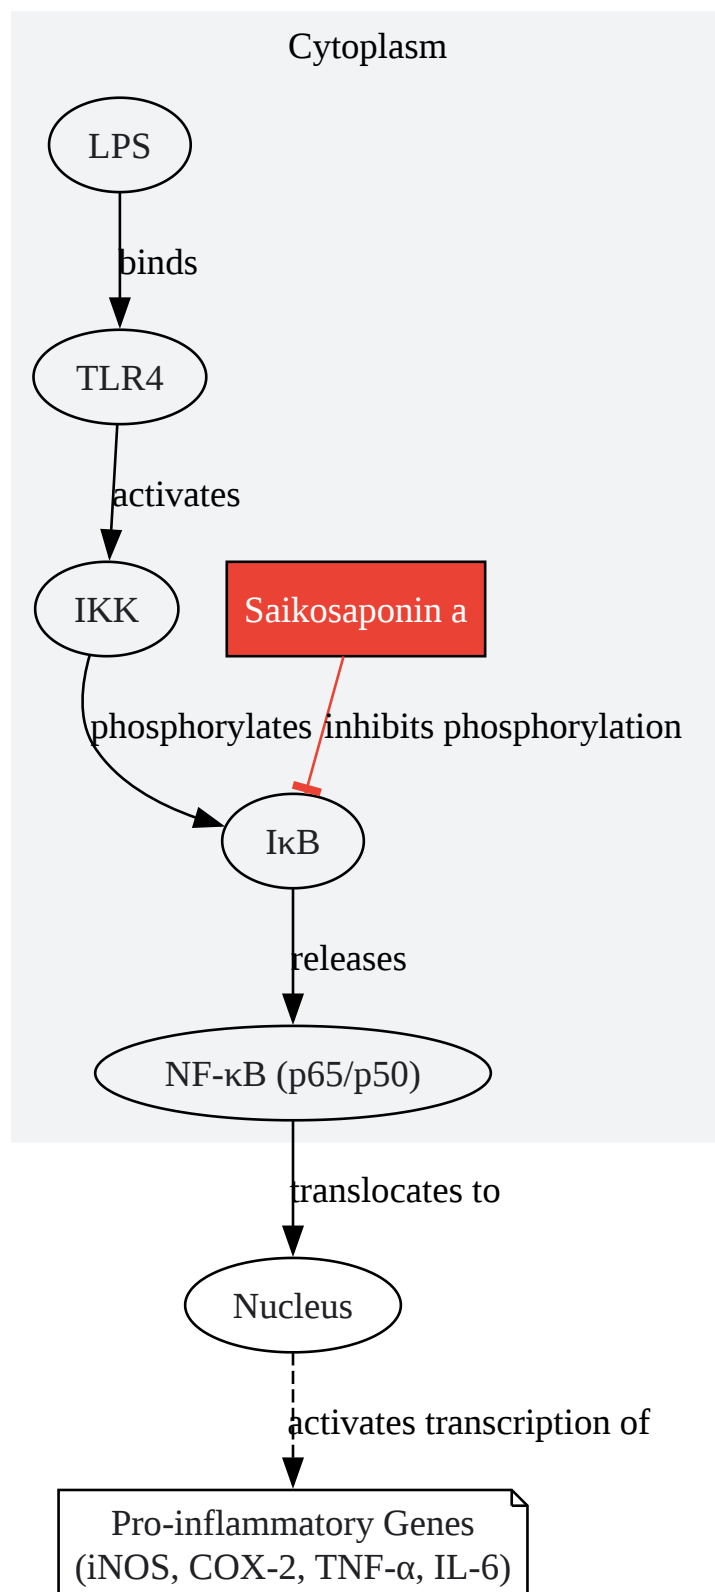 Cytoplasm
LPS
binds
TLR4
activates
IKK
Saikosaponin a
phosphorylates
inhibits phosphorylation
IκB
releases
NF-κB (p65/p50)
translocates to
Nucleus
activates transcription of
Pro-inflammatory Genes
(iNOS, COX-2, TNF-α, IL-6)